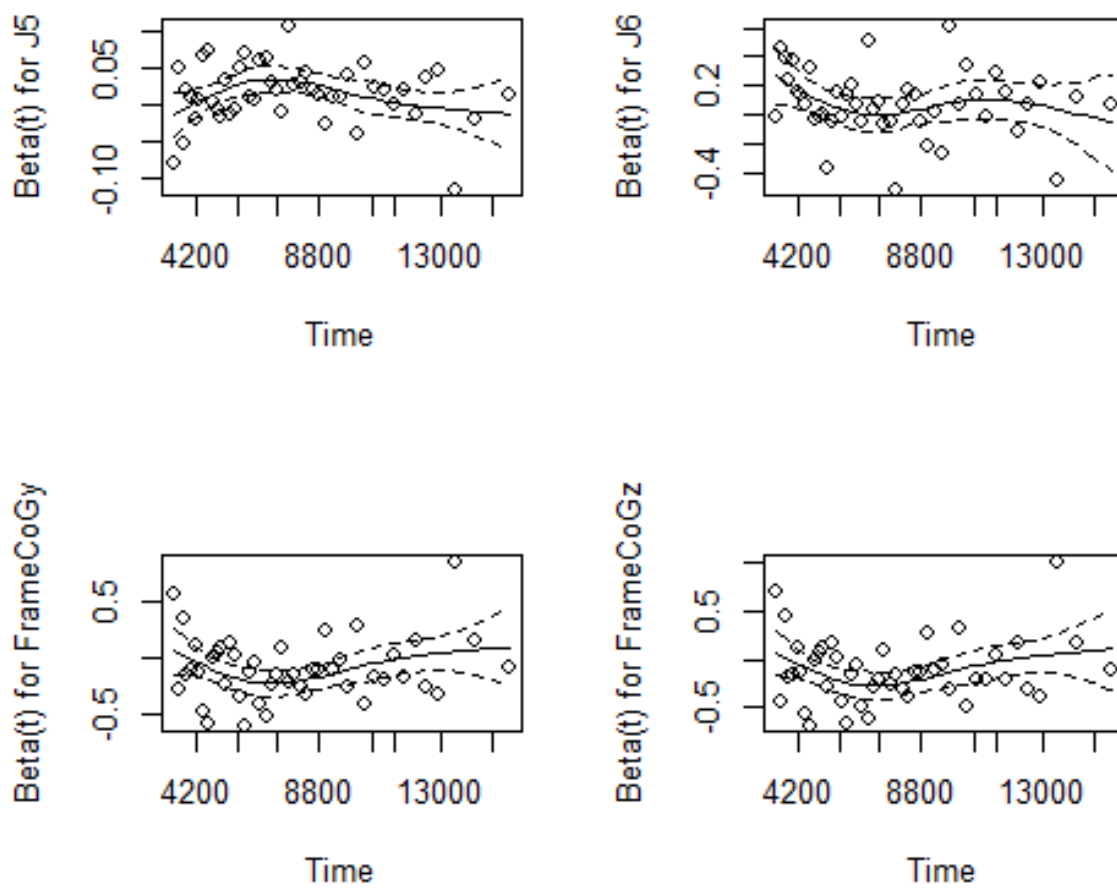 Beta(t) for J5
0.05
-0.10
4200 8800 13000
Time
Beta(t) for J6
0.2
-0.4
4200 8800 13000
Time
Beta(t) for FrameCoGy
0.5
-0.5
4200 8800 13000
Time
Beta(t) for FrameCoGz
0.5
-0.5
4200 8800 13000
Time